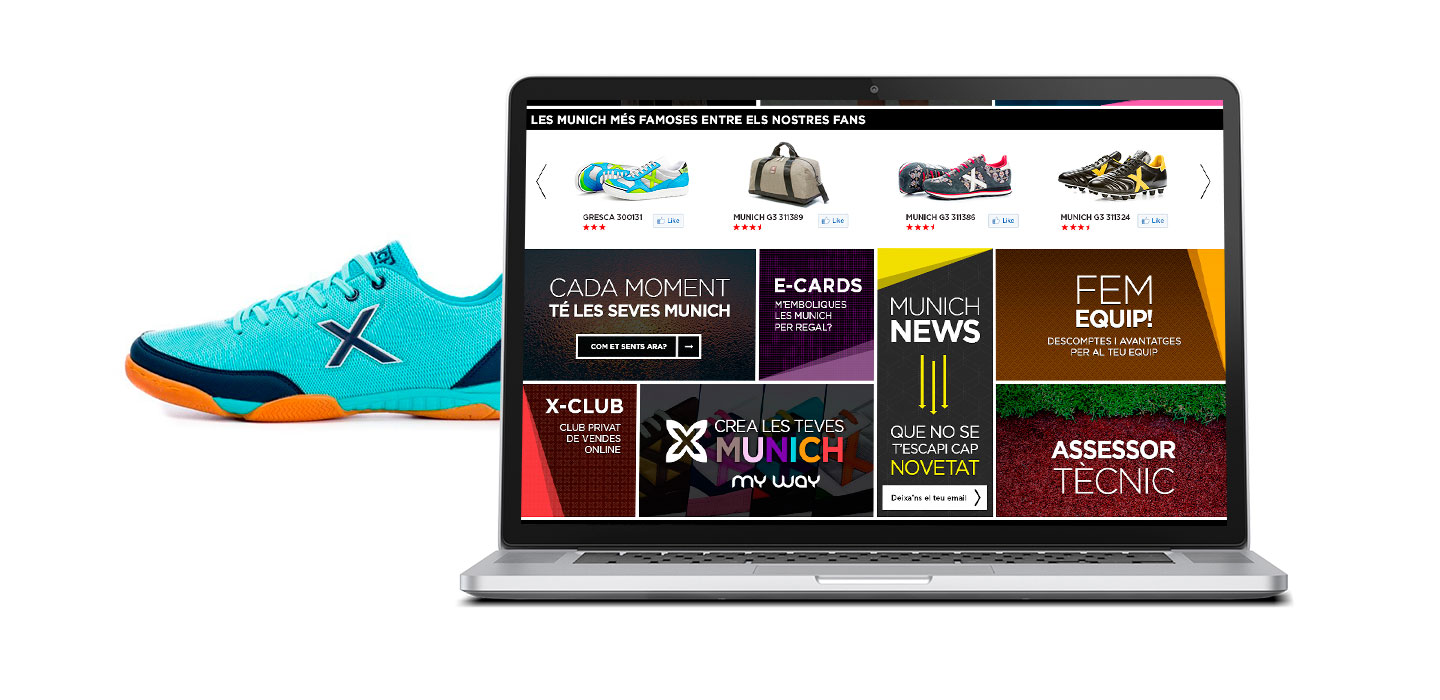 LES MUNICH MÉS FAMOSES ENTRE ELS NOSTRES FANS
GRESCA 300131
Like
MUNICH G3 311389
Like
MUNICH G3 311386
Like
MUNICH G3 311324
Like
CADA MOMENT
TÉ LES SEVES MUNICH
COM ET SENTS ARA?
E-CARDS
M'EMBOLIQUES
LES MUNICH
PER REGAL?
MUNICH
NEWS
QUE NO SE
T'ESCAPI CAP
NOVETAT
Deixa'ns el teu email
FEM
EQUIP!
DESCOMPTES I AVANTATGES
PER AL TEU EQUIP
X-CLUB
CLUB PRIVAT
DE VENDES
ONLINE
CREA LES TEVES
MUNICH
MY WAY
ASSESSOR
TÈCNIC